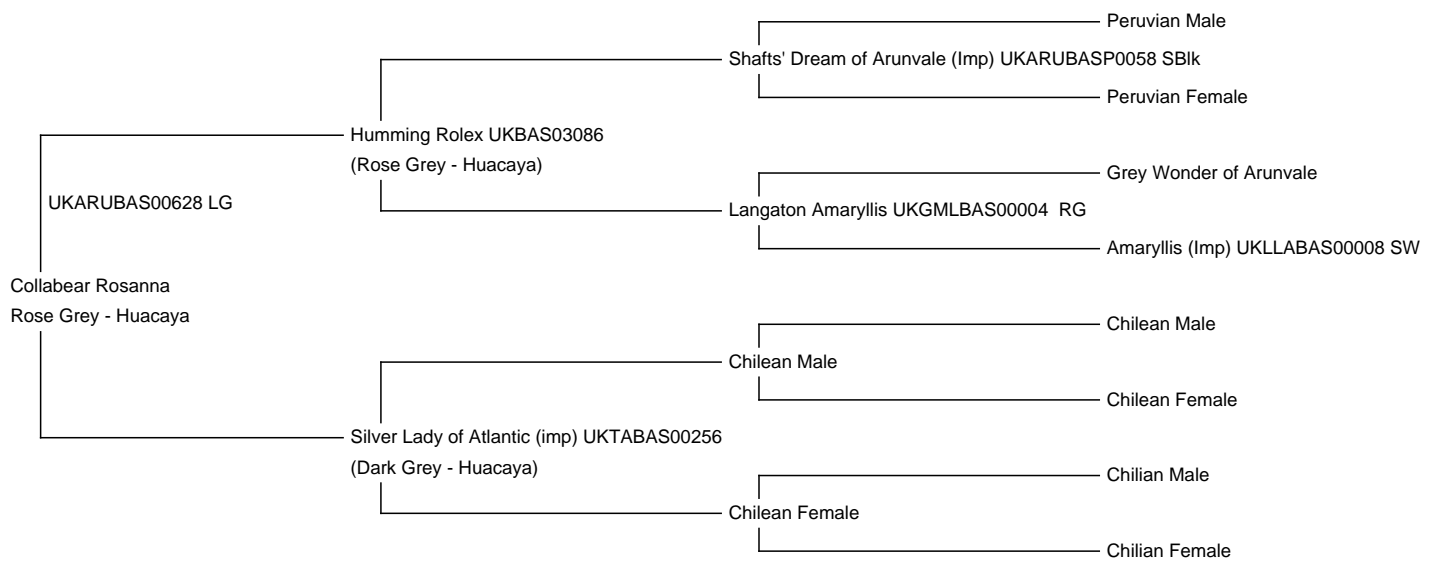 Peruvian Male
Shafts' Dream of Arunvale (Imp) UKARUBASP0058 SBlk
Peruvian Female
Humming Rolex UKBAS03086
(Rose Grey - Huacaya)
Grey Wonder of Arunvale
UKARUBAS00628 LG
Langaton Amaryllis UKGMLBAS00004 RG
Amaryllis (Imp) UKLLABAS00008 SW
Collabear Rosanna
Rose Grey - Huacaya
Chilean Male
Chilean Male
Chilean Female
Silver Lady of Atlantic (imp) UKTABAS00256
(Dark Grey - Huacaya)
Chilian Male
Chilean Female
Chilian Female